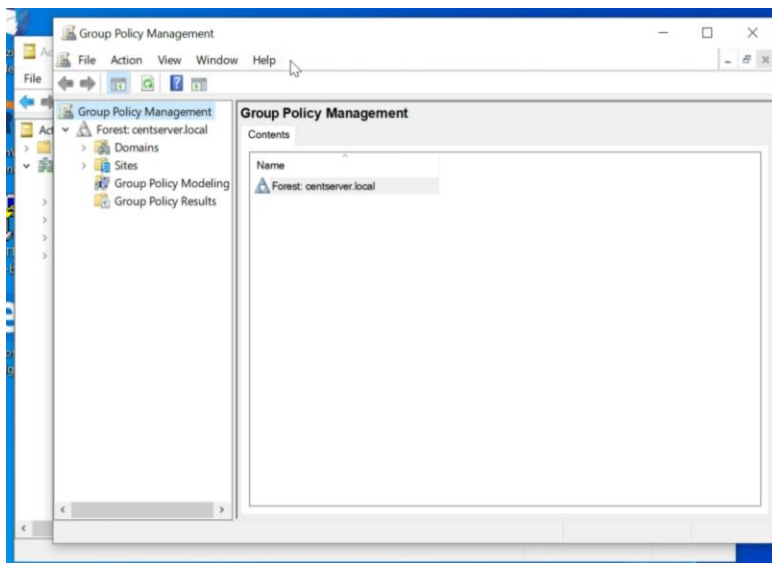 Group Policy Management
File Action View Window Help
File
Group Policy Management
Forest: centserver.local
Domains
Sites
Group Policy Modeling
Group Policy Results
Group Policy Management
Contents
Name
Forest: centserver.local